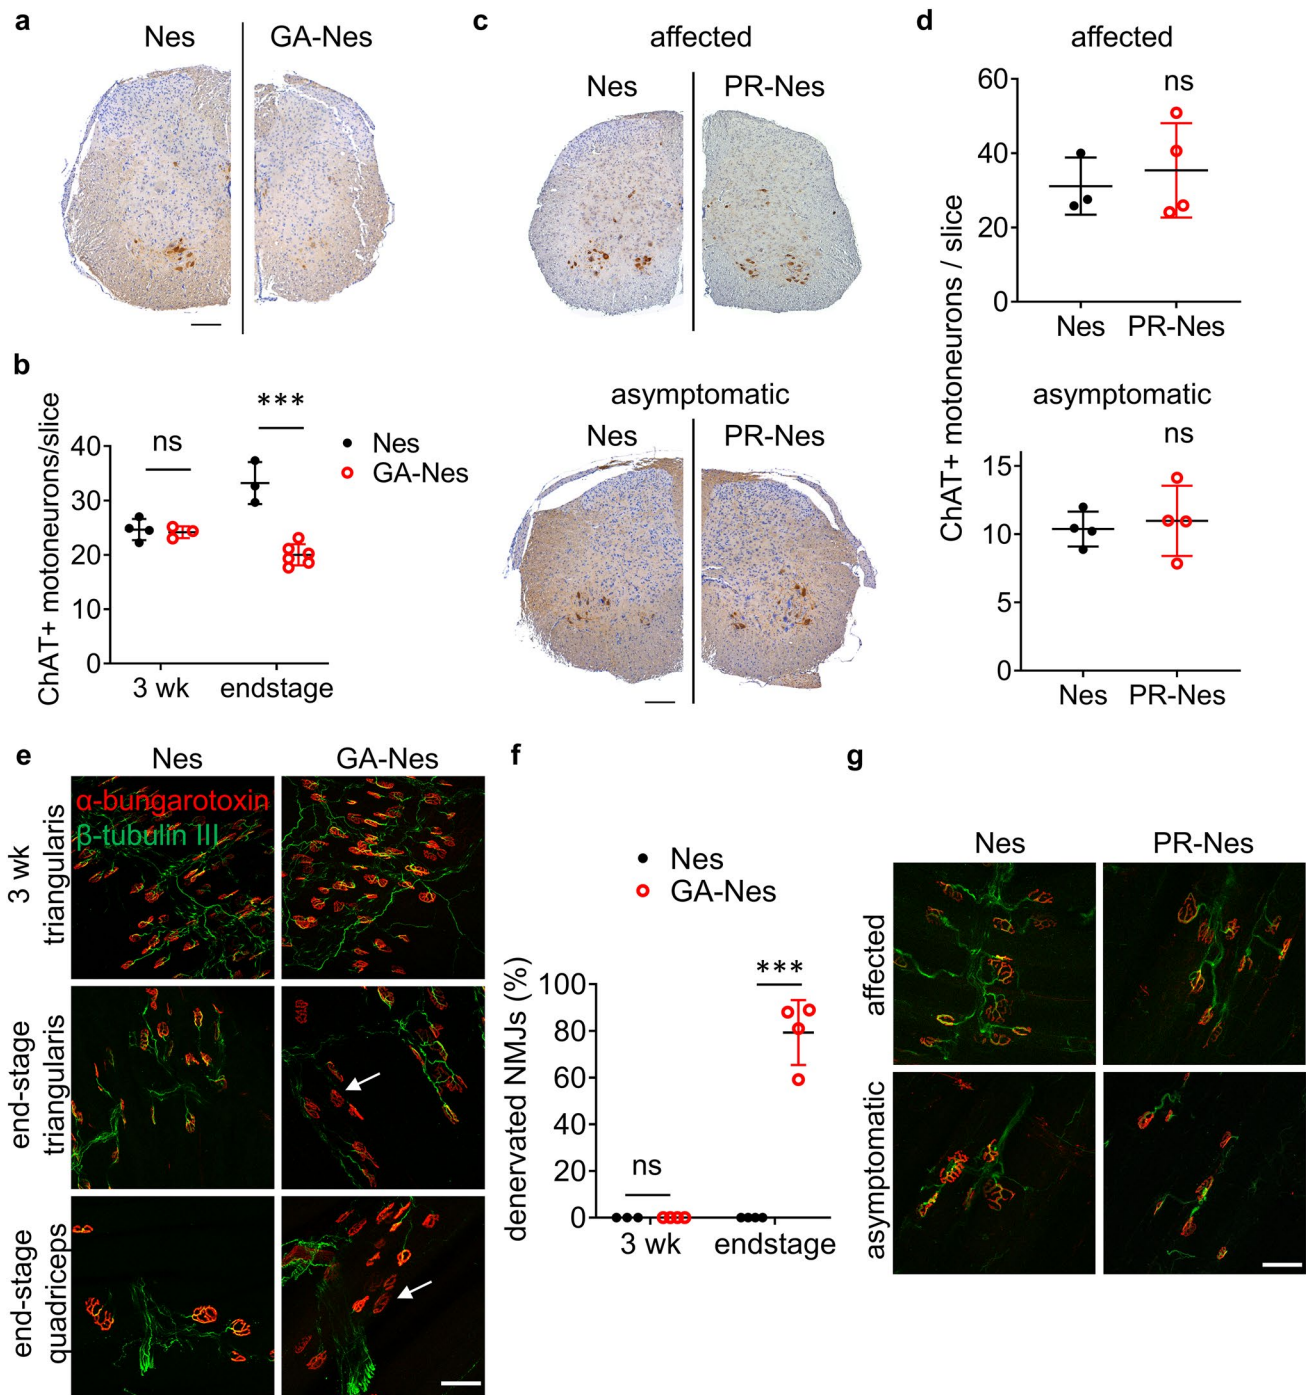 a
Nes
GA-Nes
b
ChAT+ motoneurons/slice
40
30
20
10
0
ns
***
3 wk
endstage
Nes
GA-Nes
c
affected
Nes
PR-Nes
asymptomatic
Nes
PR-Nes
d
affected
ChAT+ motoneurons / slice
60
40
20
0
ns
Nes
PR-Nes
asymptomatic
15
10
5
0
ns
Nes
PR-Nes
e
Nes
GA-Nes
3 wk
triangularis
α-bungarotoxin
β-tubulin III
end-stage
triangularis
end-stage
quadriceps
f
Nes
GA-Nes
denervated NMJs (%)
100
80
60
40
20
0
ns
***
3 wk
endstage
g
Nes
PR-Nes
affected
asymptomatic